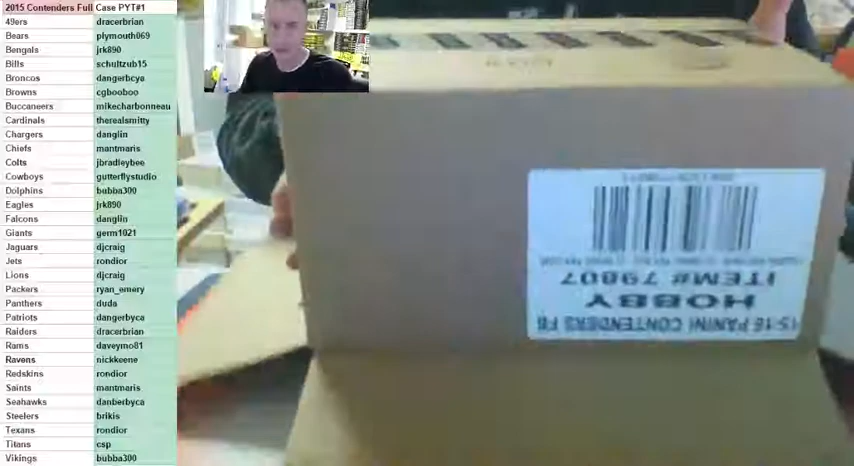 2015 Contenders Full Case PYT#1
49ers dracerbrian
Bears plymouth069
Bengals jrk890
Bills schultzub15
Broncos dangerbcya
Browns cgbooboo
Buccaneers mikecharbonneau
Cardinals therealsmitty
Chargers danglin
Chiefs mantmaris
Colts jbradleybee
Cowboys gutterflystudio
Dolphins bubba300
Eagles jrk890
Falcons danglin
Giants germ1021
Jaguars djcraig
Jets rondior
Lions djcraig
Packers ryan_emery
Panthers duda
Patriots dangerbyca
Raiders dracerbrian
Rams daveymo81
Ravens nickkeene
Redskins rondior
Saints mantmaris
Seahawks danberbyca
Steelers brikis
Texans rondior
Titans csp
Vikings bubba300
15-16 PANINI CONTENDERS FB
HOBBY
ITEM# 79807